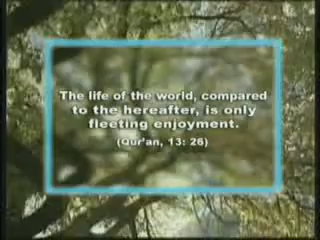 The life of the world, compared
to the hereafter, is only
fleeting enjoyment.
(Qur'an, 13: 26)